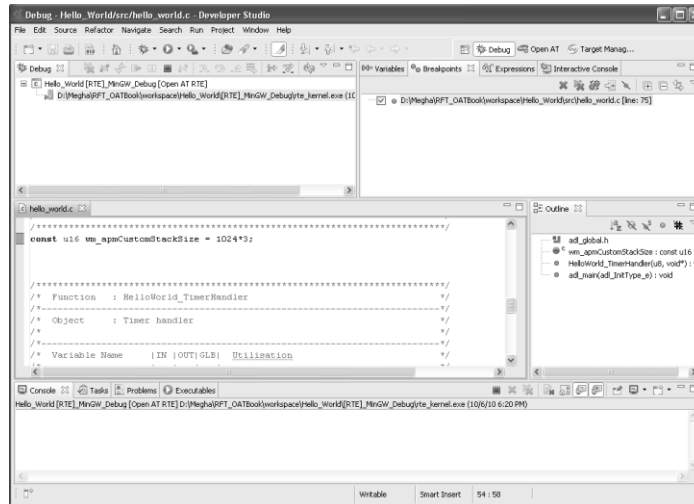 Debug - Hello_World/src/hello_world.c - Developer Studio
File Edit Source Refactor Navigate Search Run Project Window Help
Debug Open AT Target Manag...
Debug
Hello_World [RTE]_MinGW_Debug [Open AT RTE]
D:\Megha\RFT_OATBook\workspace\Hello_World\[RTE]_MinGW_Debug\rte_kernel.exe (10
Variables Breakpoints Expressions Interactive Console
D:\Megha\RFT_OATBook\workspace\Hello_World\src\hello_world.c [line: 75]
hello_world.c
/***************************************************************************/
const u16 wm_apmCustomStackSize = 1024*3;
/***************************************************************************/
/* Function : HelloWorld_TimerHandler */
/*-------------------------------------------------------------------------*/
/* Object : Timer handler */
/* */
/*-------------------------------------------------------------------------*/
/* Variable Name |IN |OUT|GLB| Utilisation */
Outline
adl_global.h
wm_apmCustomStackSize : const u16
HelloWorld_TimerHandler(u8, void*) :
adl_main(adl_InitType_e) : void
Console Tasks Problems Executables
Hello_World [RTE]_MinGW_Debug [Open AT RTE] D:\Megha\RFT_OATBook\workspace\Hello_World\[RTE]_MinGW_Debug\rte_kernel.exe (10/6/10 6:20 PM)
Writable Smart Insert 54 : 58